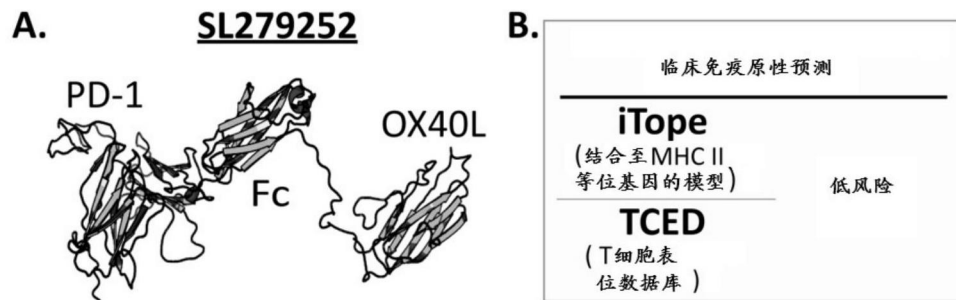 A.
SL279252
PD-1
Fc
OX40L
B.
临床免疫原性预测
iTope
(结合至MHC II
等位基因的模型)
低风险
TCED
(T细胞表
位数据库)